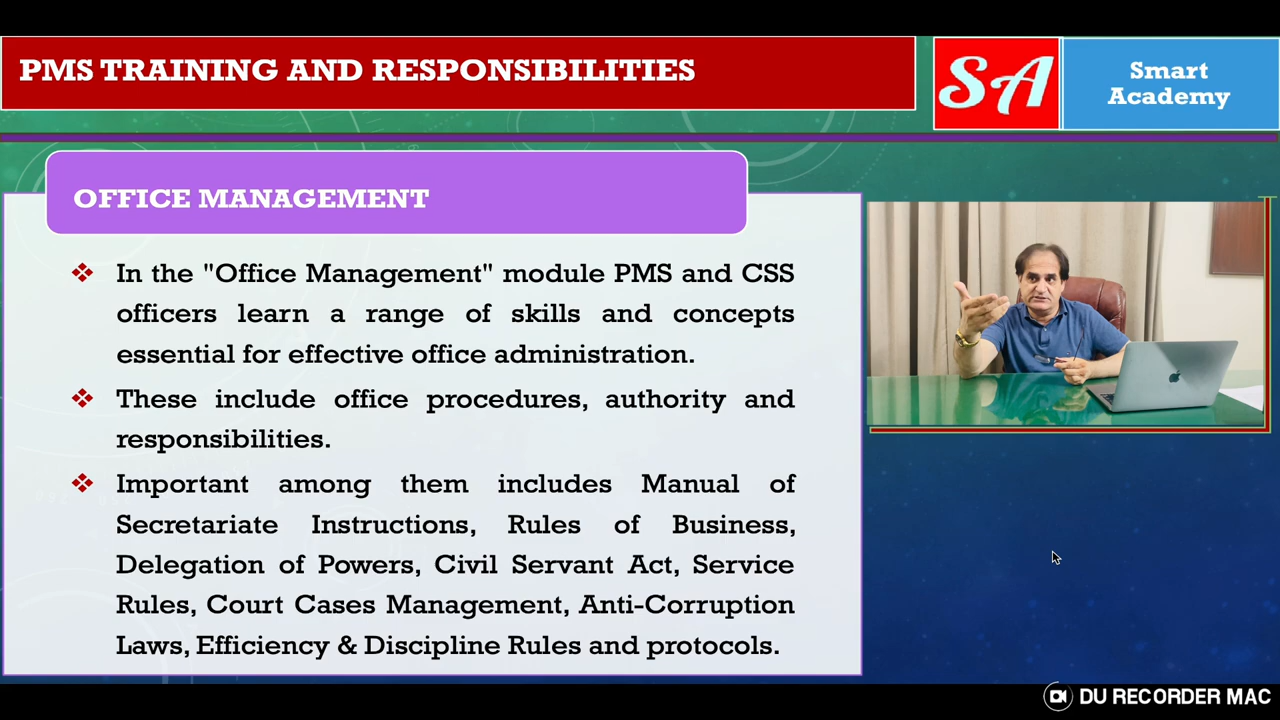 PMS TRAINING AND RESPONSIBILITIES
SA
Smart
Academy
OFFICE MANAGEMENT
In the "Office Management" module PMS and CSS
officers learn a range of skills and concepts
essential for effective office administration.
These include office procedures, authority and
responsibilities.
Important among them includes Manual of
Secretariate Instructions, Rules of Business,
Delegation of Powers, Civil Servant Act, Service
Rules, Court Cases Management, Anti-Corruption
Laws, Efficiency & Discipline Rules and protocols.
DU RECORDER MAC